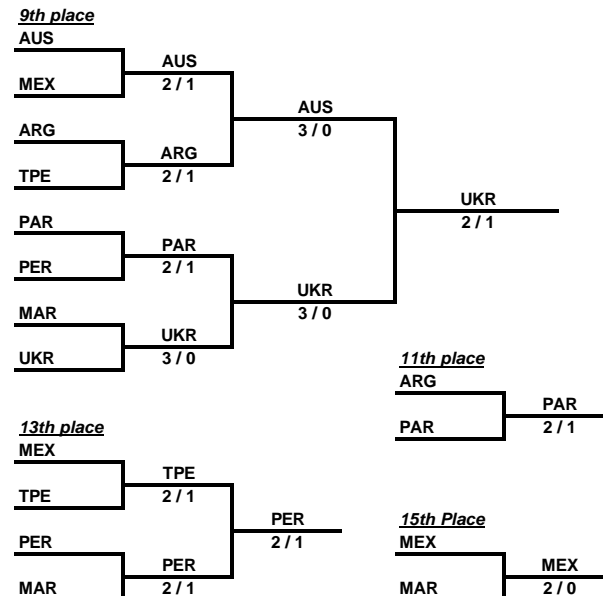 9th place
AUS
AUS
MEX
2 / 1
AUS
ARG
3 / 0
ARG
TPE
2 / 1
UKR
PAR
2 / 1
PAR
PER
2 / 1
UKR
MAR
3 / 0
UKR
UKR
3 / 0
11th place
ARG
PAR
PAR
2 / 1
13th place
MEX
TPE
TPE
2 / 1
PER
PER
2 / 1
PER
MAR
2 / 1
15th Place
MEX
MEX
MAR
2 / 0